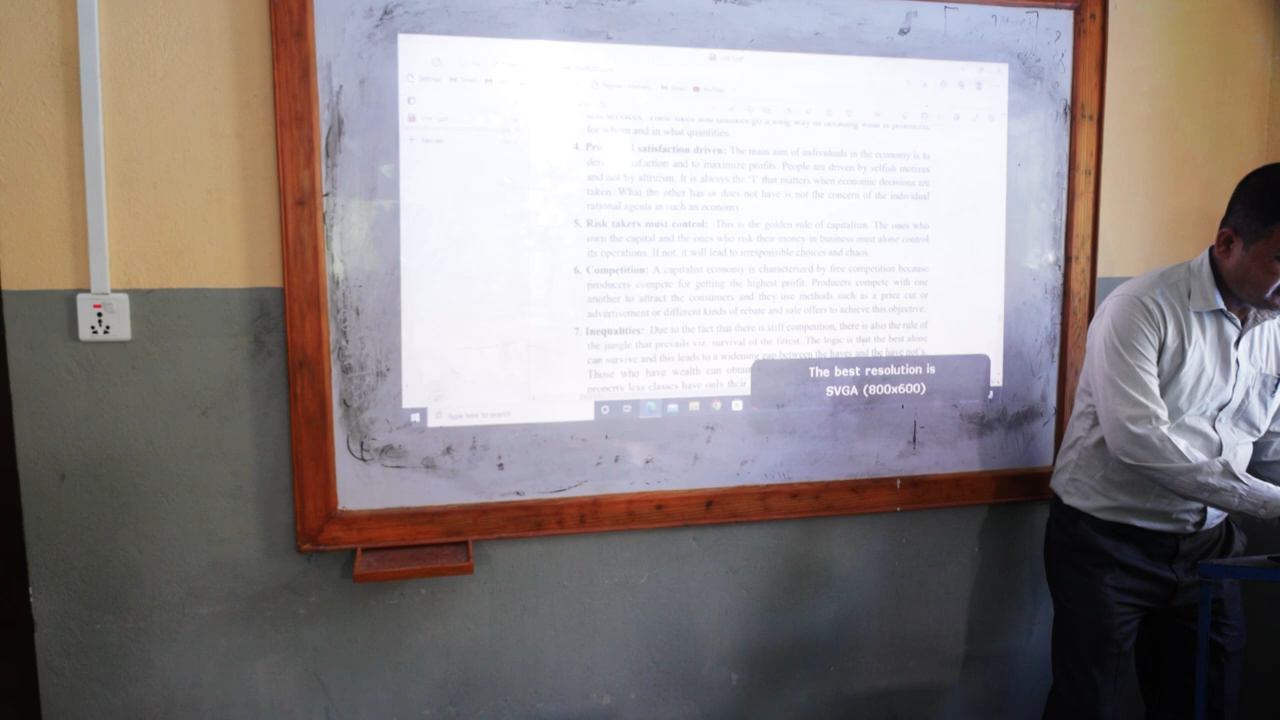 Settings
YouTube
for whom and in what quantities
4. satisfaction driven: The main aim of individuals in the economy is to
and to maximize profits. People are driven by selfish motives
and not by altruism. It is always the 'I' that matters when economic decisions are
taken. What the other has or does not have is not the concern of the individual
rational agents in such an economy.
5. Risk takers must control: This is the golden rule of capitalism. The ones who
own the capital and the ones who risk their money in business must alone control
its operations. If not, it will lead to irresponsible choices and chaos.
6. Competition: A capitalist economy is characterized by free competition because
producers compete for getting the highest profit. Producers compete with one
another to attract the consumers and they use methods such as a price cut or
advertisement or different kinds of rebate and sale offers to achieve this objective.
7. Inequalities: Due to the fact that there is stiff competition, there is also the rule of
the jungle that prevails viz. survival of the fittest. The logic is that the best alone
can survive and this leads to a widening gap between the haves and the have not's.
Those who have wealth can obtain
property less classes have only their
The best resolution is
SVGA (800x600)
Type here to search